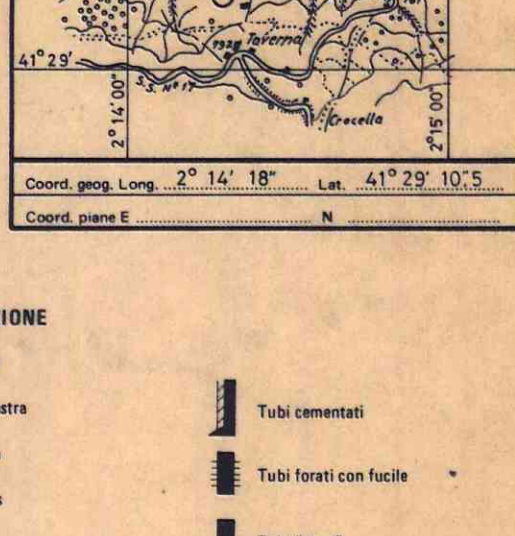 1929 Taverna
41° 29'
S.S. N° 17
2° 14' 00"
Crocella
2° 15' 00"
Coord. geog. Long. 2° 14' 18" Lat. 41° 29' 10",5
Coord. piane E N
IONE
stra
Tubi cementati
Tubi forati con fucile
s